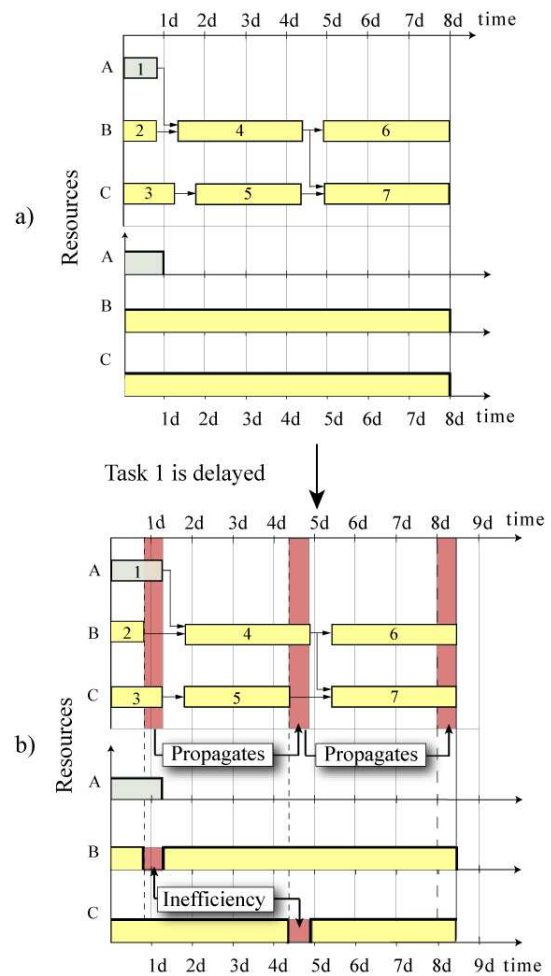 1d 2d 3d 4d 5d 6d 7d 8d time
A 1
B 2 4 6
C 3 5 7
a)
Resources
A
B
C
1d 2d 3d 4d 5d 6d 7d 8d time
Task 1 is delayed
1d 2d 3d 4d 5d 6d 7d 8d 9d time
A 1
B 2 4 6
C 3 5 7
b)
Resources
Propagates Propagates
A
B
Inefficiency
C
1d 2d 3d 4d 5d 6d 7d 8d 9d time